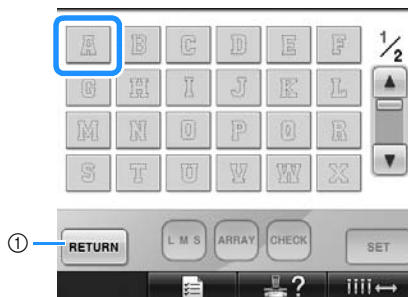 A B C D E F 1/2
G H I J K L
M N O P Q R
S T U V W X
① RETURN L M S ARRAY CHECK SET
?